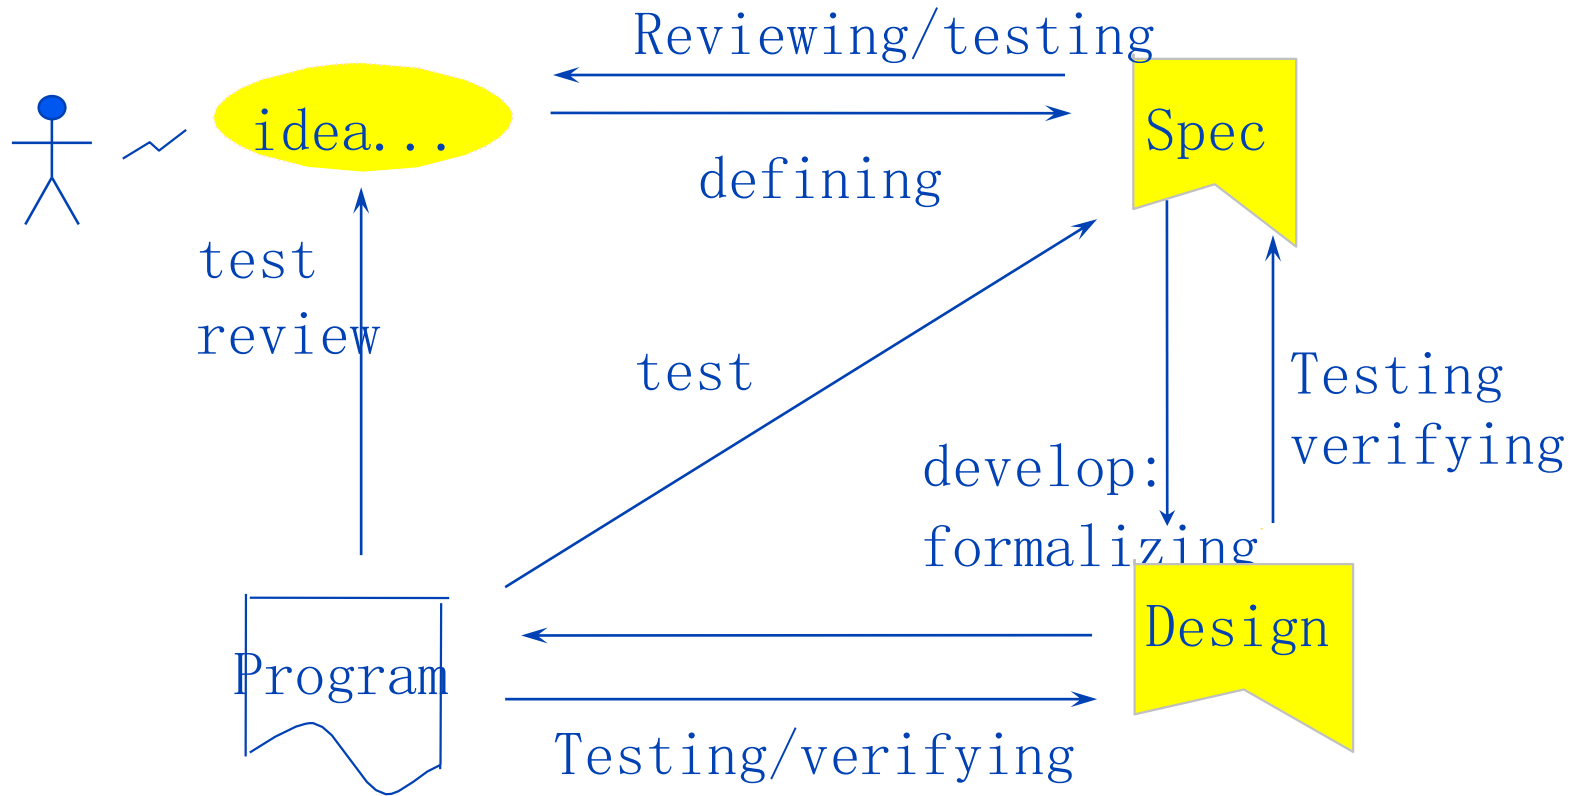 Reviewing/testing
idea...
Spec
defining
test
review
test
Testing
verifying
develop:
formalizing
Design
Program
Testing/verifying